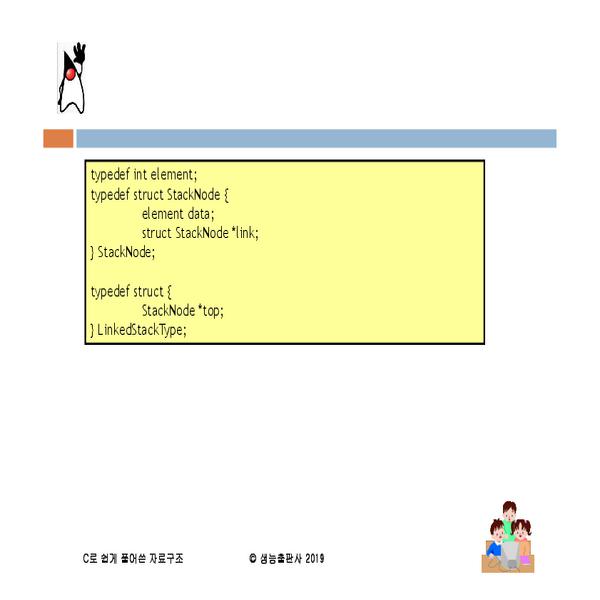 typedef int element;
typedef struct StackNode {
element data;
struct StackNode *link;
} StackNode;
typedef struct {
StackNode *top;
} LinkedStackType;
C로 쉽게 풀어쓴 자료구조
© 생능출판사 2019